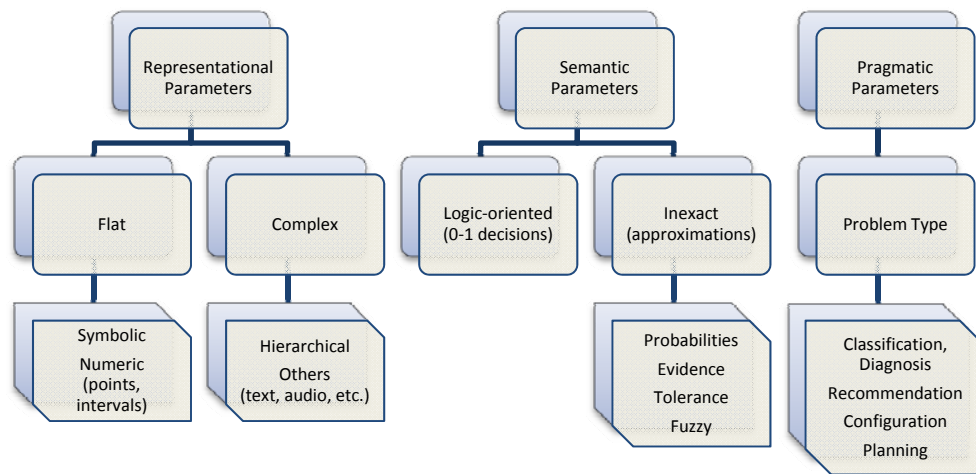 Representational
Parameters
Semantic
Parameters
Pragmatic
Parameters
Flat
Complex
Logic-oriented
(0-1 decisions)
Inexact
(approximations)
Problem Type
Symbolic
Numeric
(points,
intervals)
Hierarchical
Others
(text, audio, etc.)
Probabilities
Evidence
Tolerance
Fuzzy
Classification,
Diagnosis
Recommendation
Configuration
Planning